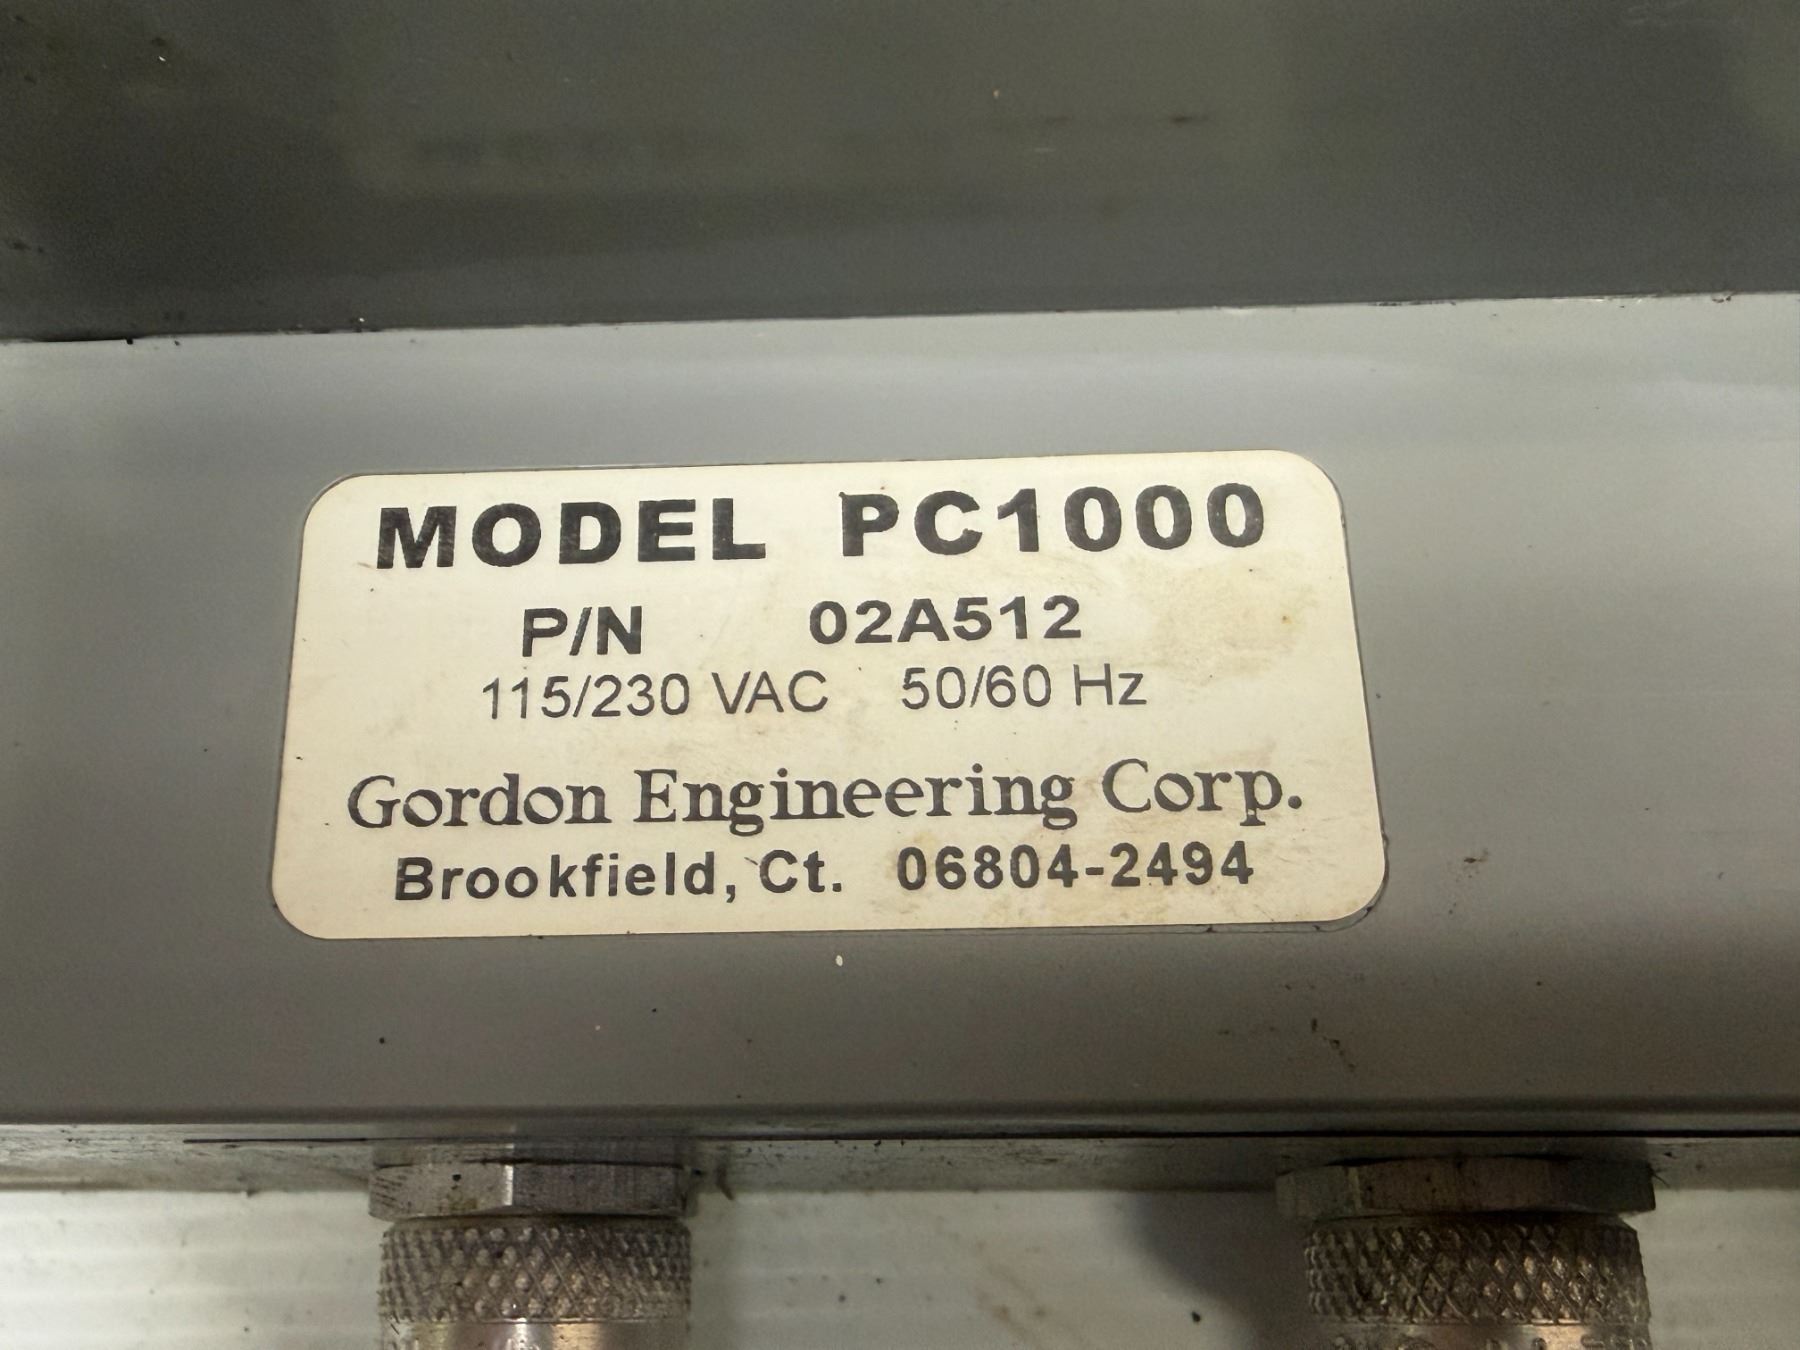 MODEL PC1000
P/N 02A512
115/230 VAC 50/60 Hz
Gordon Engineering Corp.
Brookfield, Ct. 06804-2494